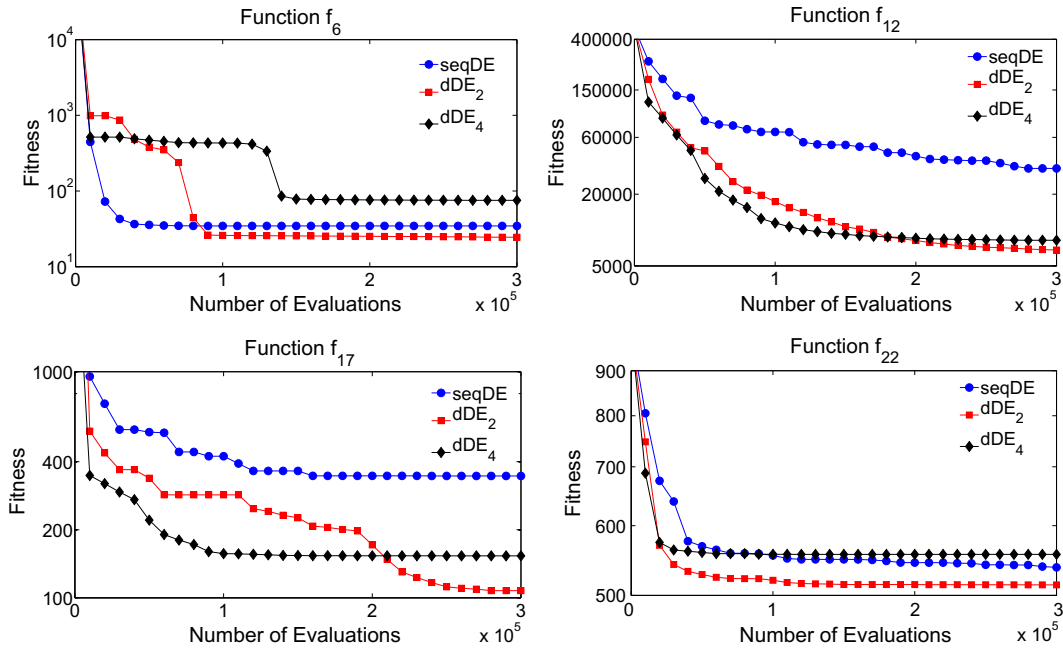 Function f6
Fitness
10^4
10^3
10^2
10^1
seqDE
dDE2
dDE4
0
1
2
3
x 10^5
Number of Evaluations
Function f12
Fitness
400000
150000
60000
20000
5000
seqDE
dDE2
dDE4
0
1
2
3
x 10^5
Number of Evaluations
Function f17
Fitness
1000
400
200
100
seqDE
dDE2
dDE4
0
1
2
3
x 10^5
Number of Evaluations
Function f22
Fitness
900
800
700
560
500
seqDE
dDE2
dDE4
0
1
2
3
x 10^5
Number of Evaluations